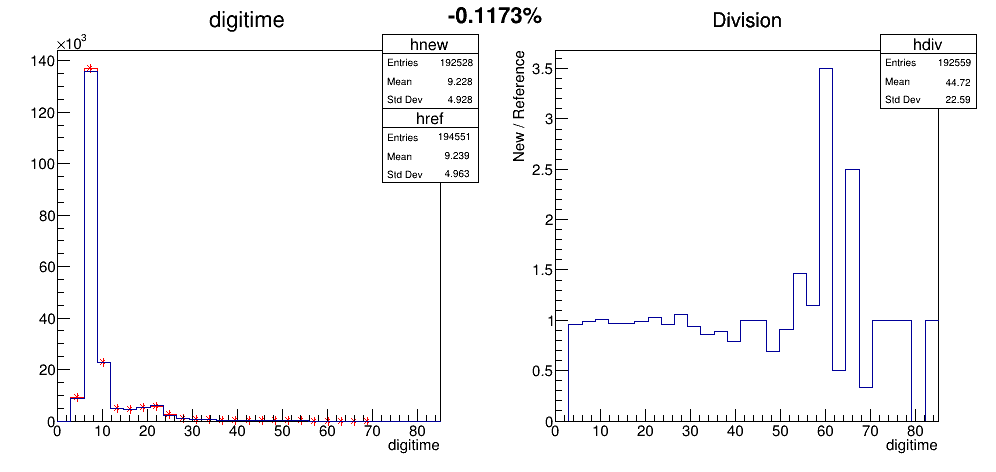 -0.1173%
digitime
×10³
140
120
100
80
60
40
20
0
0 10 20 30 40 50 60 70 80
digitime
hnew
Entries 192528
Mean 9.228
Std Dev 4.928
href
Entries 194551
Mean 9.239
Std Dev 4.963
Division
New / Reference
3.5
3
2.5
2
1.5
1
0.5
0
0 10 20 30 40 50 60 70 80
digitime
hdiv
Entries 192559
Mean 44.72
Std Dev 22.59